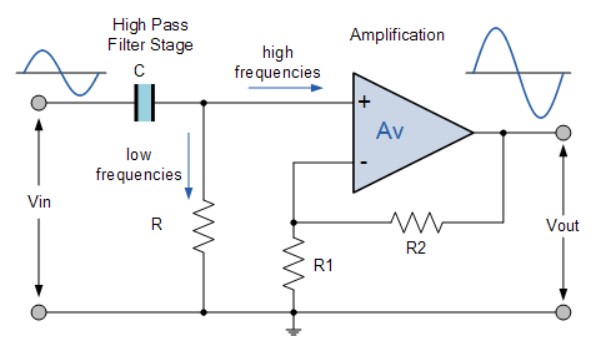 High Pass
Filter Stage
C
high
frequencies
Amplification
+
Av
-
low
frequencies
Vin
R
R1
R2
Vout